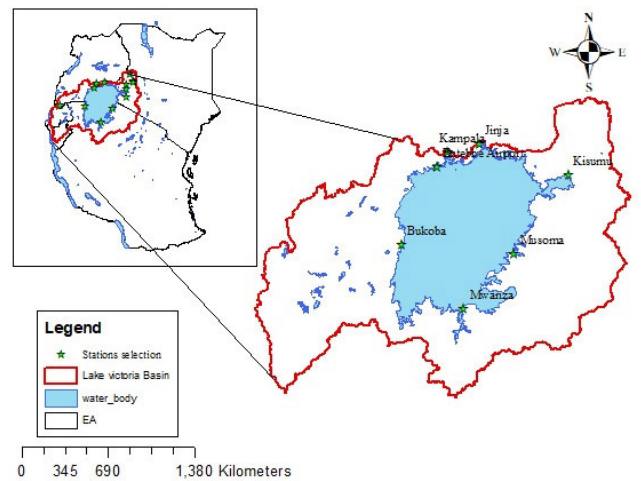 N
W E
S
Jinja
Kampala
Entebbe Airport
Kisumu
Bukoba
Musoma
Mwanza
Legend
Stations selection
Lake victoria Basin
water_body
EA
0 345 690 1,380 Kilometers